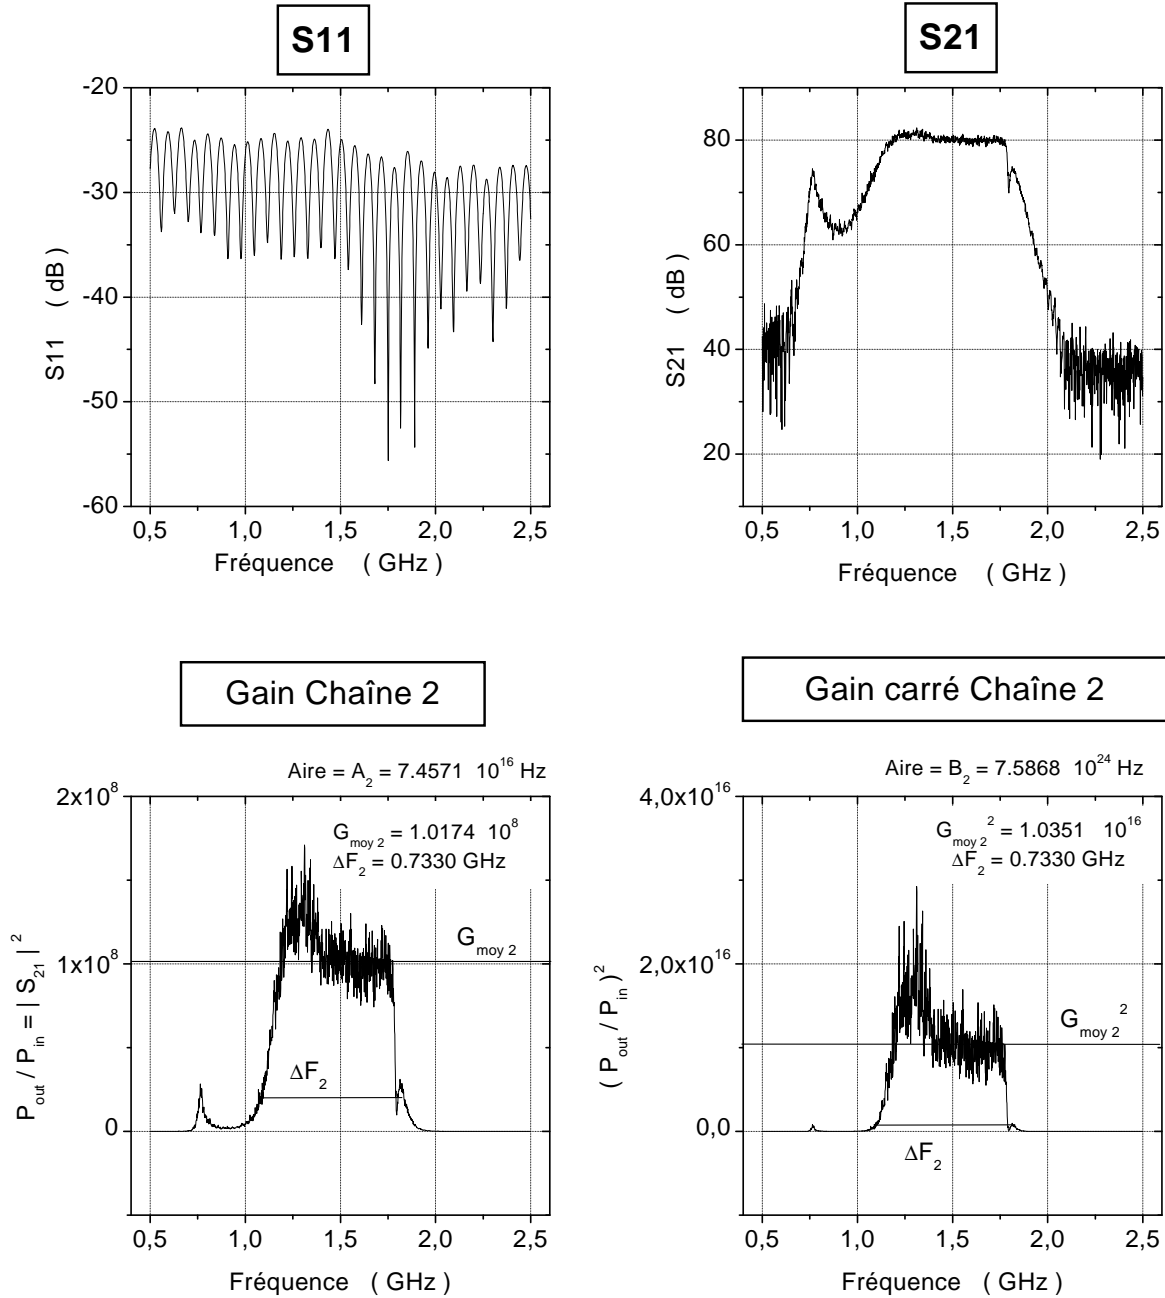 S11
S21
-20
-30
-40
-50
-60
S11 ( dB )
0,5 1,0 1,5 2,0 2,5
Fréquence ( GHz )
80
60
40
20
S21 ( dB )
0,5 1,0 1,5 2,0 2,5
Fréquence ( GHz )
Gain Chaîne 2
Aire = A2 = 7.4571 10^16 Hz
2x10^8
1x10^8
0
Gmoy 2 = 1.0174 10^8
ΔF2 = 0.7330 GHz
Gmoy 2
ΔF2
Pout / Pin = | S21 | ^2
0,5 1,0 1,5 2,0 2,5
Fréquence ( GHz )
Gain carré Chaîne 2
Aire = B2 = 7.5868 10^24 Hz
4,0x10^16
2,0x10^16
0,0
Gmoy 2^2 = 1.0351 10^16
ΔF2 = 0.7330 GHz
Gmoy 2^2
ΔF2
( Pout / Pin )^2
0,5 1,0 1,5 2,0 2,5
Fréquence ( GHz )